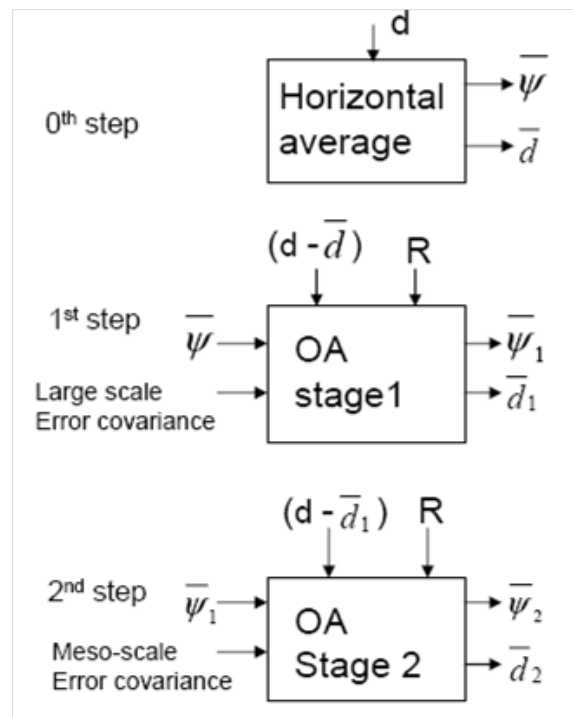 d
0th step
Horizontal
average
ψ̅
d̅
(d - d̅)
R
1st step
ψ̅
OA
stage1
Large scale
Error covariance
ψ̅₁
d̅₁
(d - d̅₁)
R
2nd step
ψ̅₁
OA
Stage 2
Meso-scale
Error covariance
ψ̅₂
d̅₂